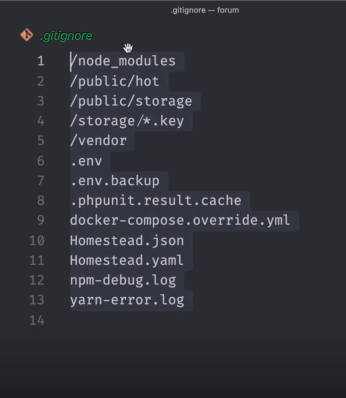 .gitignore — forum
.gitignore
1 /node_modules
2 /public/hot
3 /public/storage
4 /storage/*.key
5 /vendor
6 .env
7 .env.backup
8 .phpunit.result.cache
9 docker-compose.override.yml
10 Homestead.json
11 Homestead.yaml
12 npm-debug.log
13 yarn-error.log
14